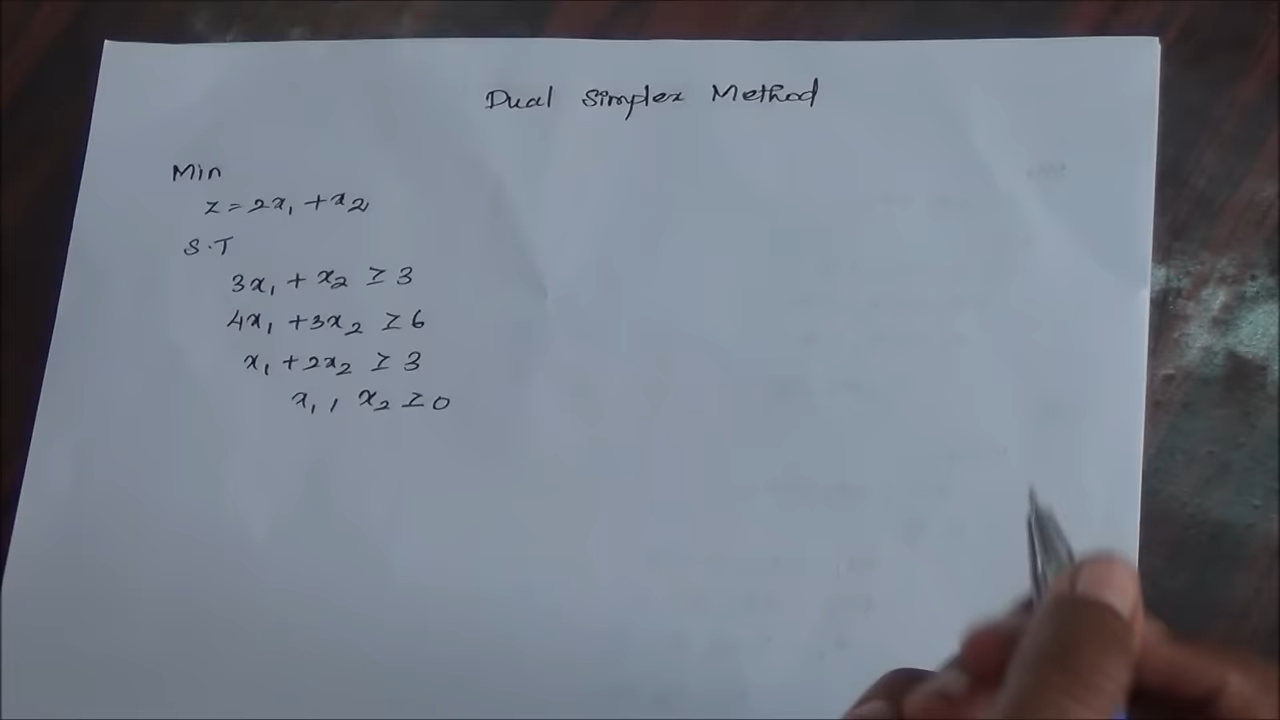 Dual Simplex Method
Min
z = 2x₁ + x₂
S.T
3x₁ + x₂ ≥ 3
4x₁ + 3x₂ ≥ 6
x₁ + 2x₂ ≥ 3
x₁, x₂ ≥ 0